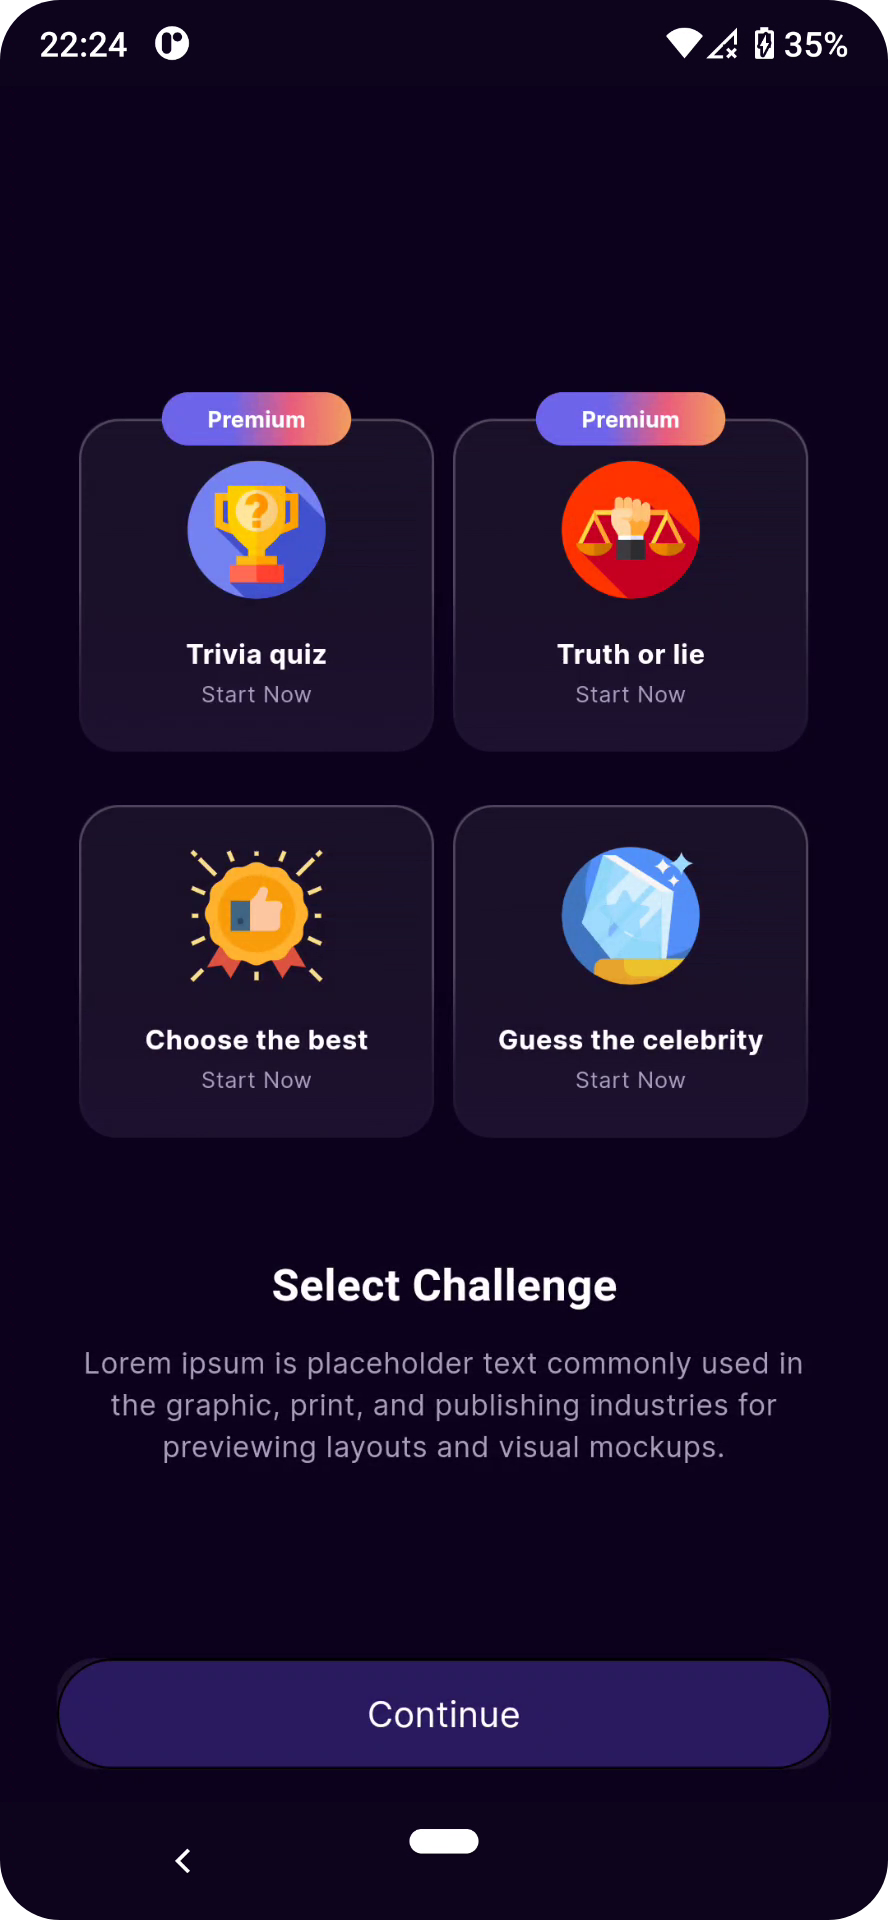 22:24 35%
Premium Premium
Trivia quiz Truth or lie
Start Now Start Now
Choose the best Guess the celebrity
Start Now Start Now
Select Challenge
Lorem ipsum is placeholder text commonly used in
the graphic, print, and publishing industries for
previewing layouts and visual mockups.
Continue